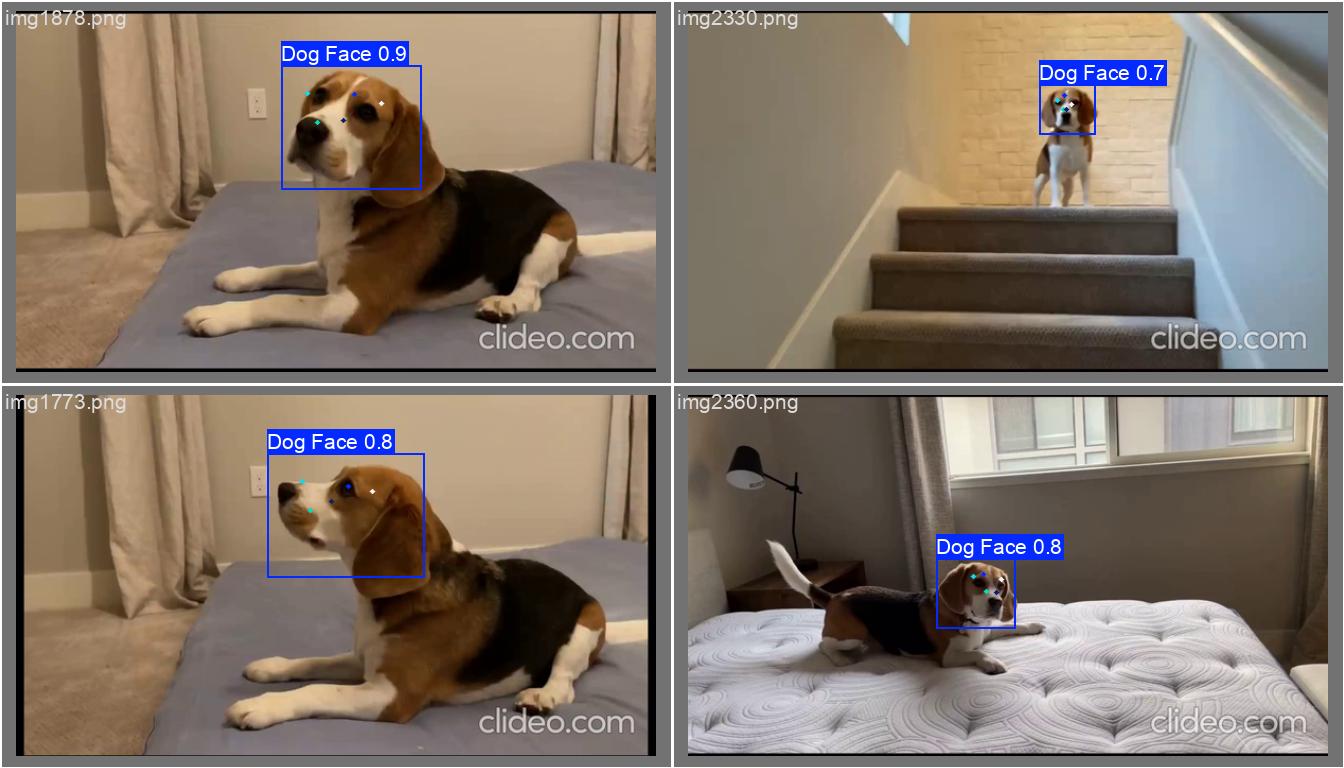 img1878.png
Dog Face 0.9
clideo.com
img2330.png
Dog Face 0.7
clideo.com
img1773.png
Dog Face 0.8
clideo.com
img2360.png
Dog Face 0.8
clideo.com